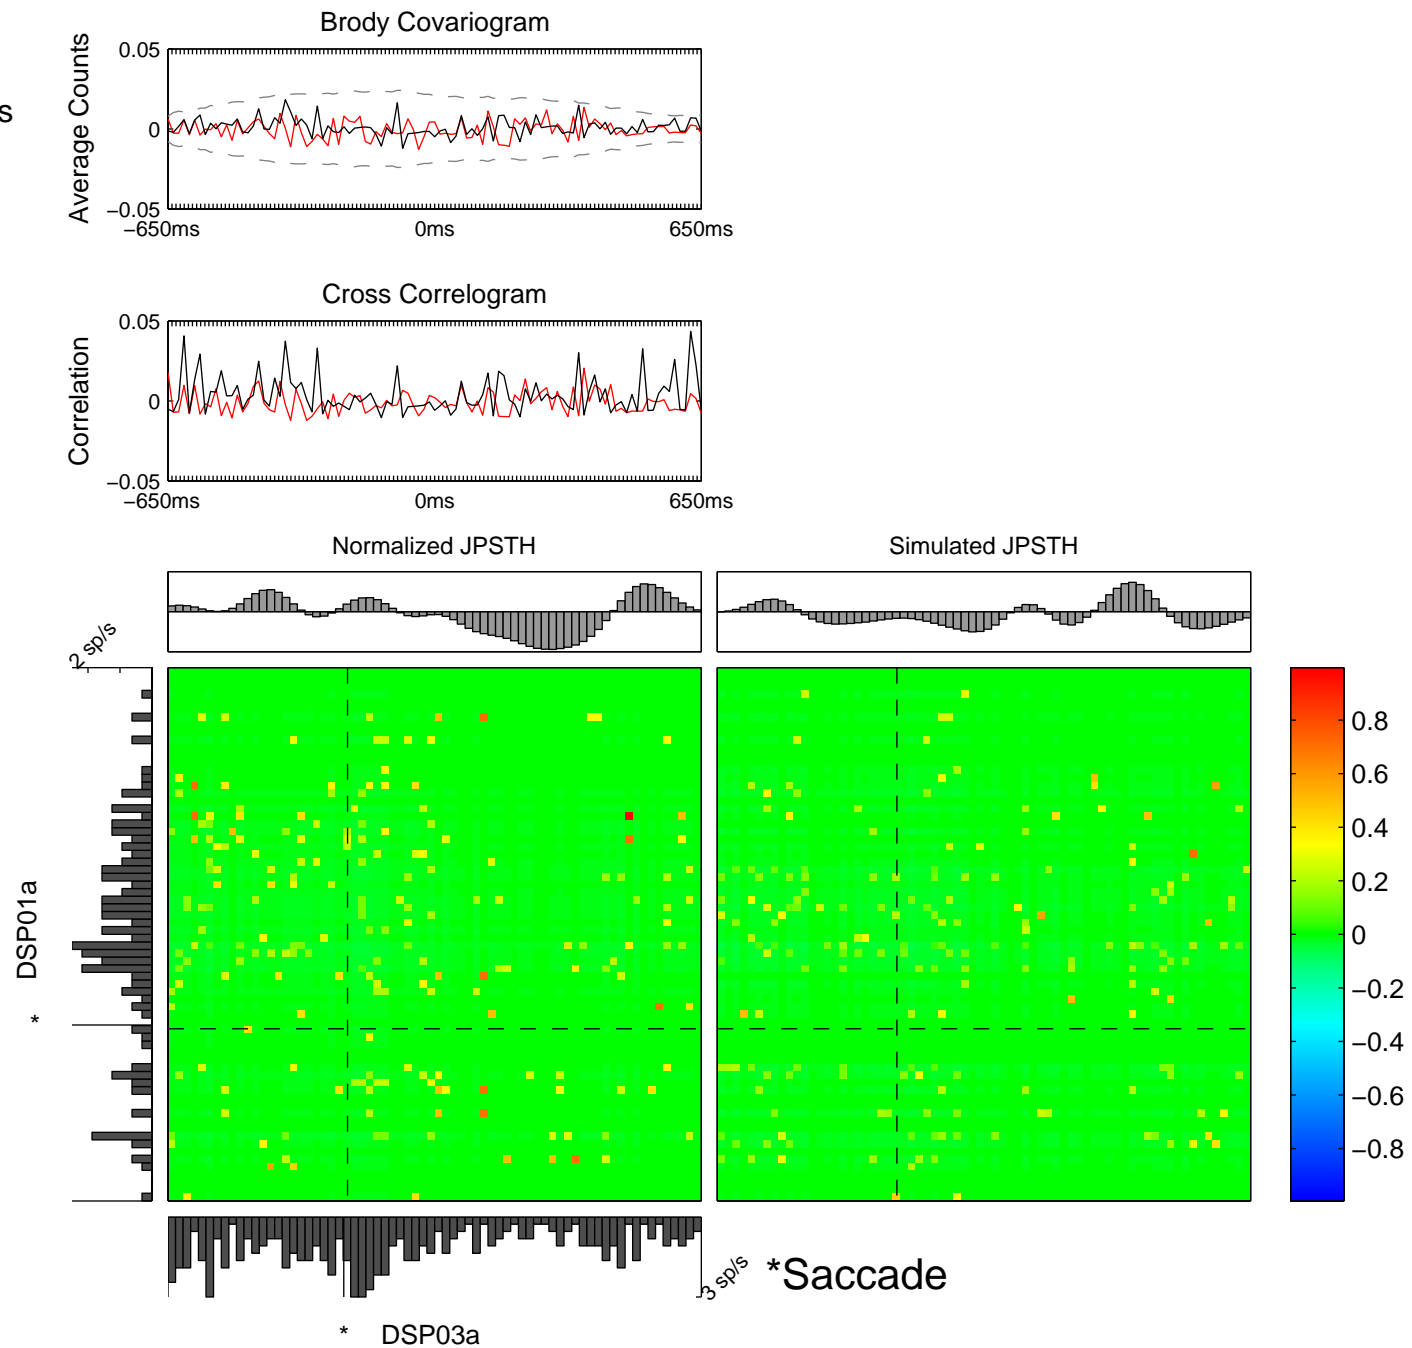 Brody Covariogram
s
Average Counts
0.05
0
−0.05
−650ms 0ms 650ms
Cross Correlogram
Correlation
0.05
0
−0.05
−650ms 0ms 650ms
Normalized JPSTH
Simulated JPSTH
2 sp/s
* DSP01a
0.8
0.6
0.4
0.2
0
−0.2
−0.4
−0.6
−0.8
3 sp/s
*Saccade
* DSP03a